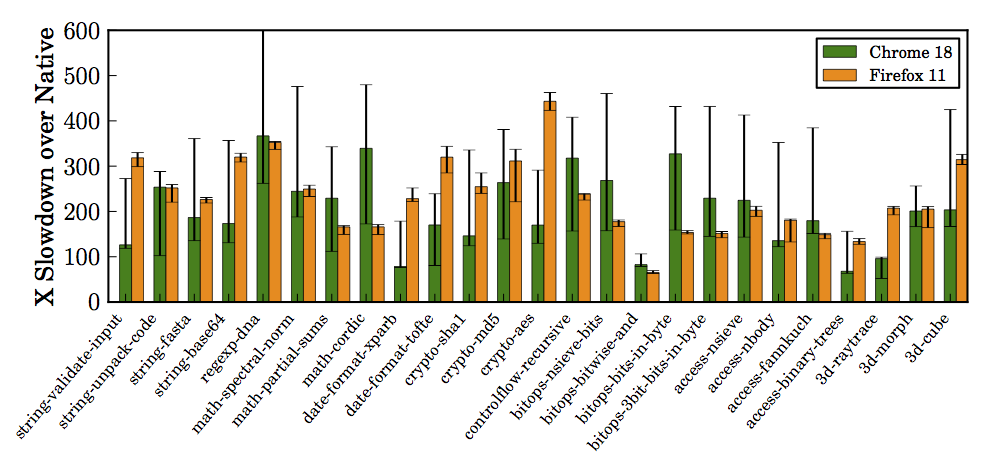 X Slowdown over Native
600
500
400
300
200
100
0
Chrome 18
Firefox 11
string-validate-input
string-unpack-code
string-fasta
string-base64
regexp-dna
math-spectral-norm
math-partial-sums
math-cordic
date-format-xparb
date-format-tofte
crypto-sha1
crypto-md5
crypto-aes
controlflow-recursive
bitops-nsieve-bits
bitops-bitwise-and
bitops-bits-in-byte
bitops-3bit-bits-in-byte
access-nsieve
access-nbody
access-fannkuch
access-binary-trees
3d-raytrace
3d-morph
3d-cube